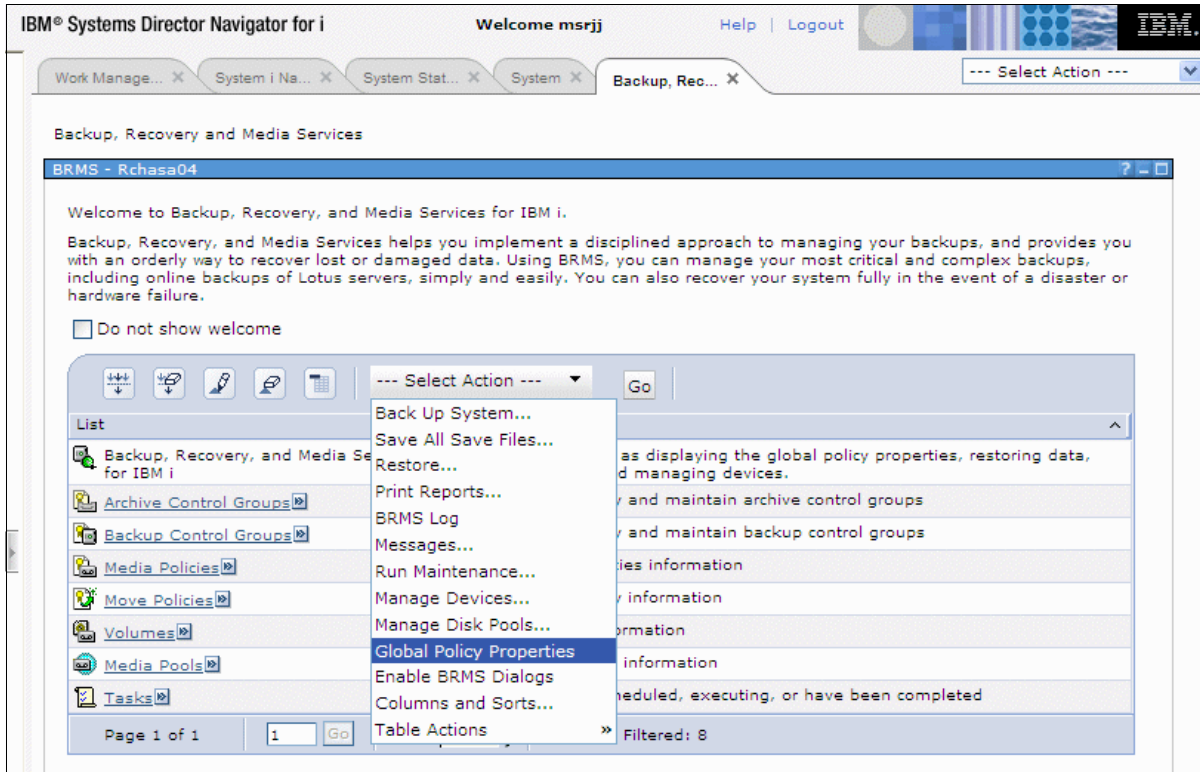 IBM® Systems Director Navigator for i
Welcome msrjj
Help | Logout
IBM.
Work Manage...
System i Na...
System Stat...
System
Backup, Rec...
--- Select Action ---
Backup, Recovery and Media Services
BRMS - Rchasa04
Welcome to Backup, Recovery, and Media Services for IBM i.
Backup, Recovery, and Media Services helps you implement a disciplined approach to managing your backups, and provides you
with an orderly way to recover lost or damaged data. Using BRMS, you can manage your most critical and complex backups,
including online backups of Lotus servers, simply and easily. You can also recover your system fully in the event of a disaster or
hardware failure.
Do not show welcome
--- Select Action ---
Go
List
Back Up System...
Save All Save Files...
Restore...
Print Reports...
BRMS Log
Messages...
Run Maintenance...
Manage Devices...
Manage Disk Pools...
Global Policy Properties
Enable BRMS Dialogs
Columns and Sorts...
Table Actions
Backup, Recovery, and Media Se
for IBM i
as displaying the global policy properties, restoring data,
d managing devices.
Archive Control Groups
and maintain archive control groups
Backup Control Groups
and maintain backup control groups
Media Policies
ies information
Move Policies
information
Volumes
ormation
Media Pools
information
Tasks
heduled, executing, or have been completed
Page 1 of 1
1
Go
Filtered: 8